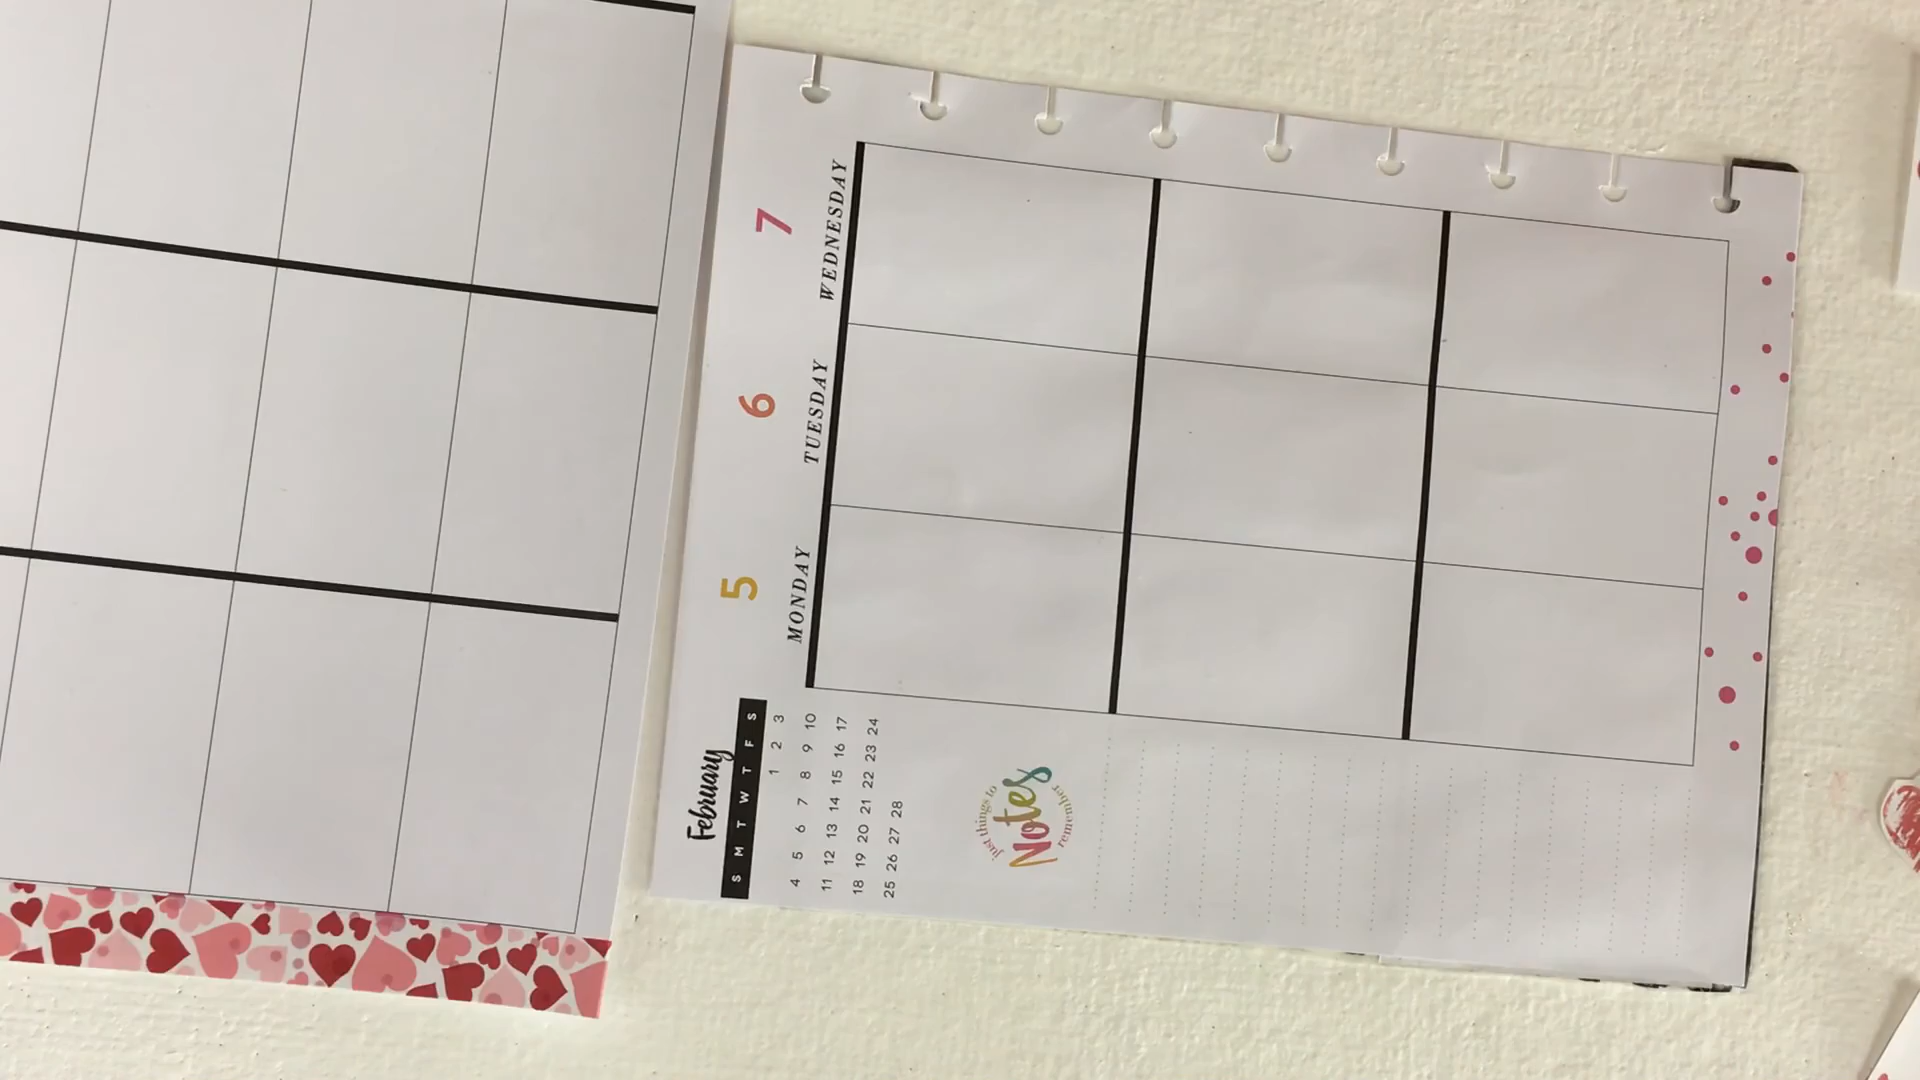 February
S M T W T F S
1 2 3
4 5 6 7 8 9 10
11 12 13 14 15 16 17
18 19 20 21 22 23 24
25 26 27 28
5 6 7
MONDAY TUESDAY WEDNESDAY
just things to
Notes
remember